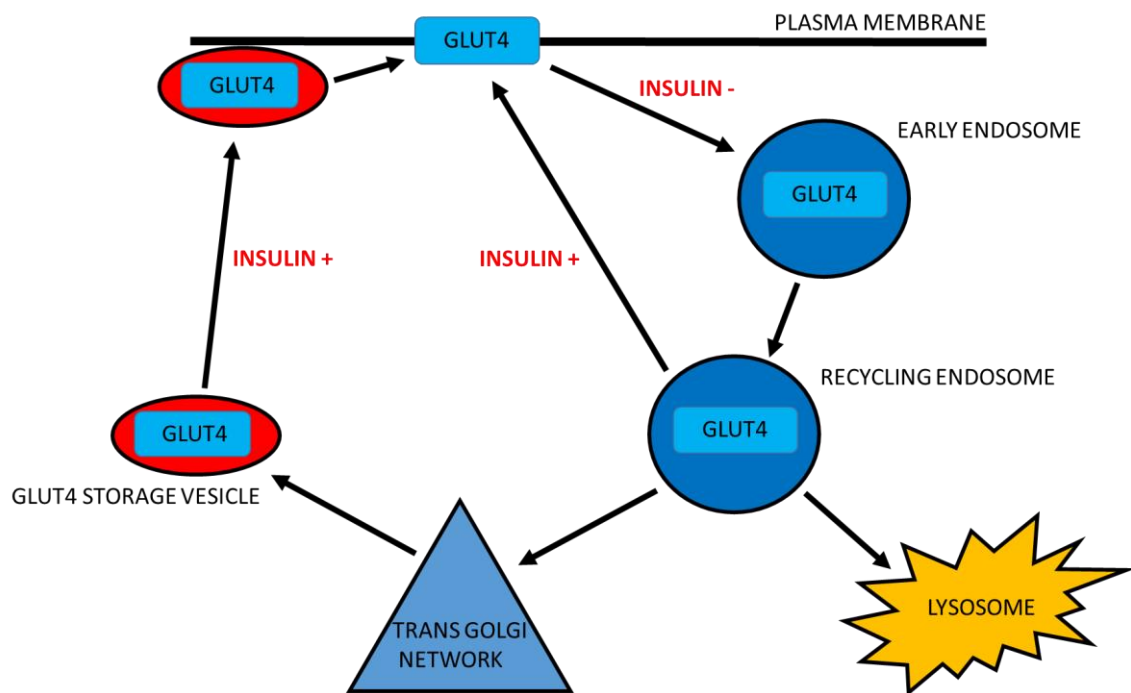 PLASMA MEMBRANE
GLUT4
GLUT4
INSULIN -
EARLY ENDOSOME
GLUT4
INSULIN +
INSULIN +
RECYCLING ENDOSOME
GLUT4
GLUT4
GLUT4 STORAGE VESICLE
LYSOSOME
TRANS GOLGI
NETWORK